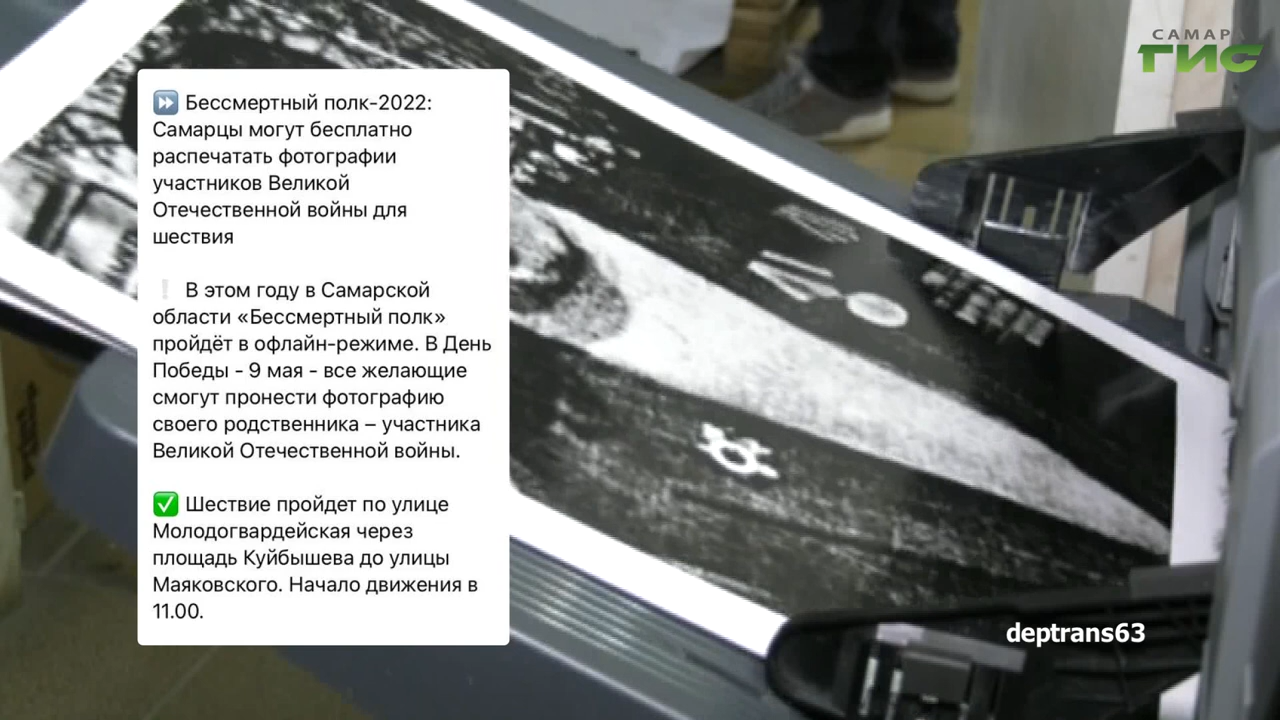 САМАРА
ТИС
⏩ Бессмертный полк-2022:
Самарцы могут бесплатно
распечатать фотографии
участников Великой
Отечественной войны для
шествия
❕ В этом году в Самарской
области «Бессмертный полк»
пройдёт в офлайн-режиме. В День
Победы - 9 мая - все желающие
смогут пронести фотографию
своего родственника – участника
Великой Отечественной войны.
✅ Шествие пройдет по улице
Молодогвардейская через
площадь Куйбышева до улицы
Маяковского. Начало движения в
11.00.
deptrans63